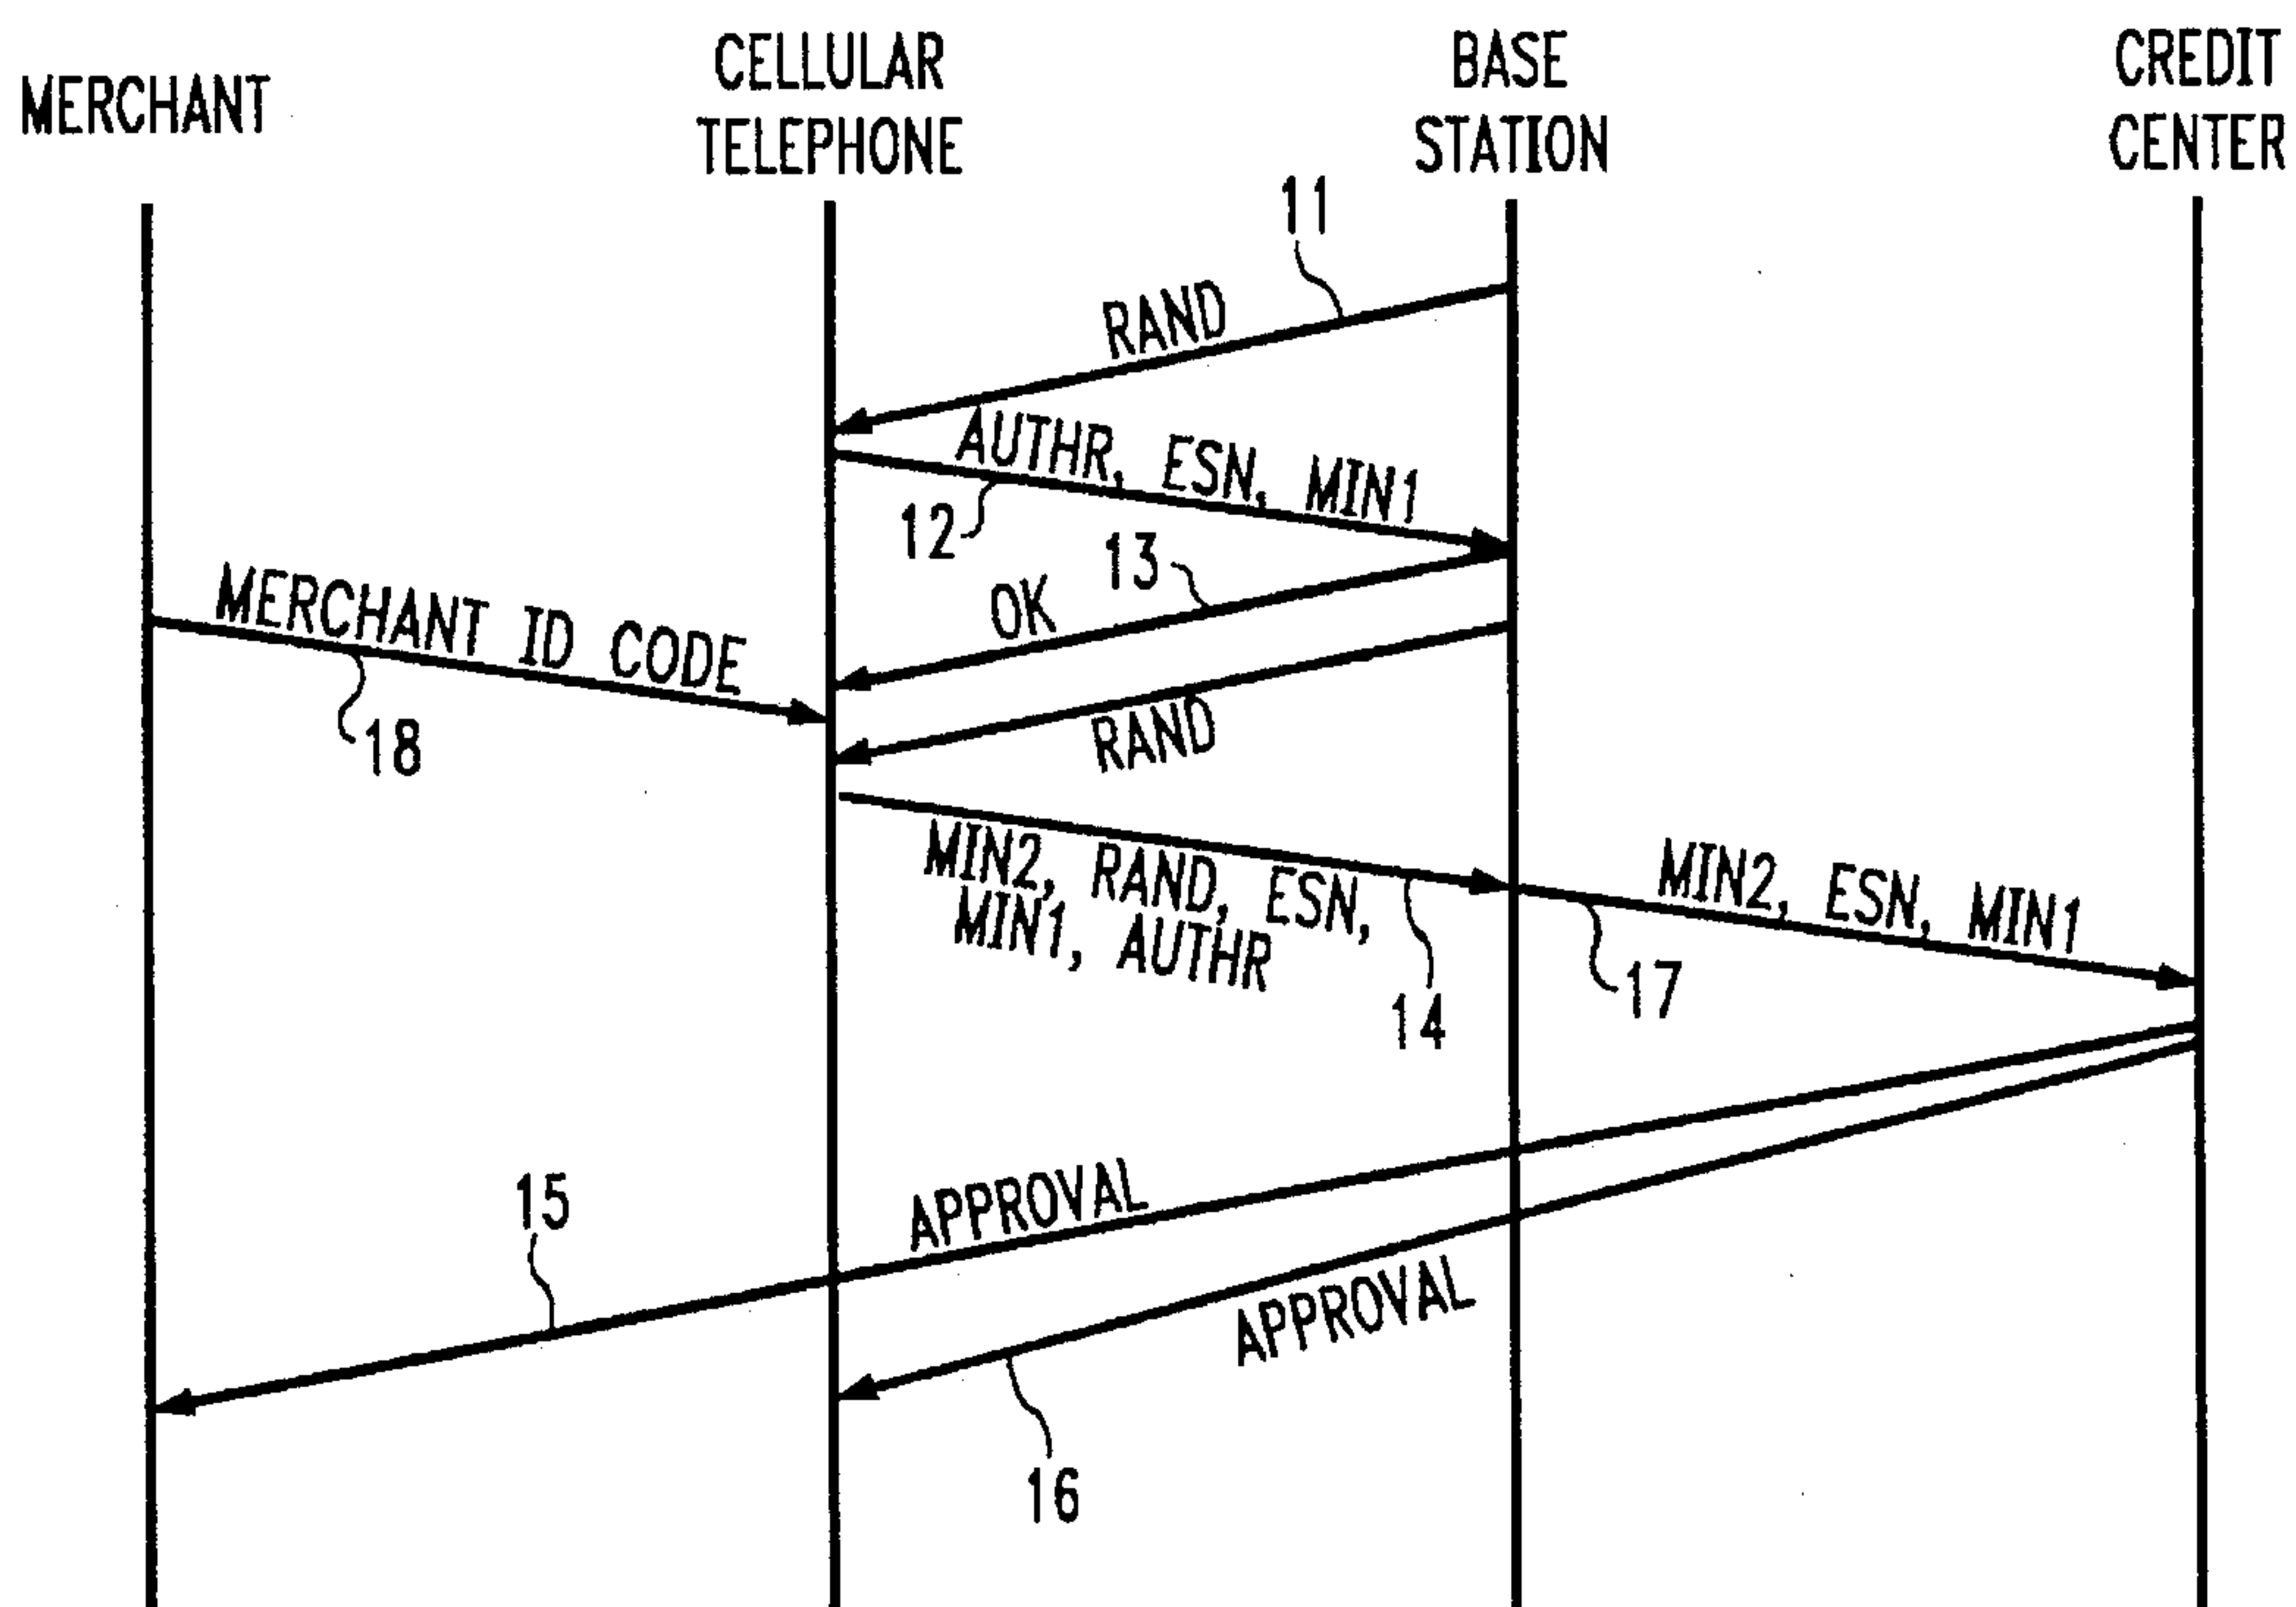 MERCHANT
CELLULAR
TELEPHONE
BASE
STATION
CREDIT
CENTER
11
RAND
AUTHR, ESN, MIN1
12
13
OK
MERCHANT ID CODE
18
RAND
MIN2, RAND, ESN,
MIN1, AUTHR
14
MIN2, ESN, MIN1
17
APPROVAL
15
APPROVAL
16